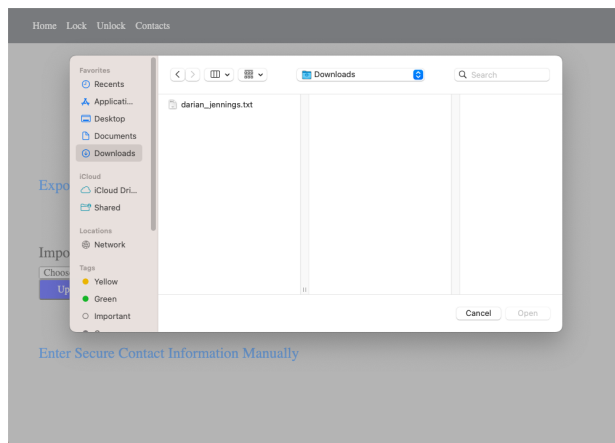 Home Lock Unlock Contacts
Favorites
Recents
Applicati...
Desktop
Documents
Downloads
iCloud
iCloud Dri...
Shared
Locations
Network
Tags
Yellow
Green
Important
Downloads
Search
darian_jennings.txt
Cancel Open
Expo
Impo
Choos
Up
Enter Secure Contact Information Manually